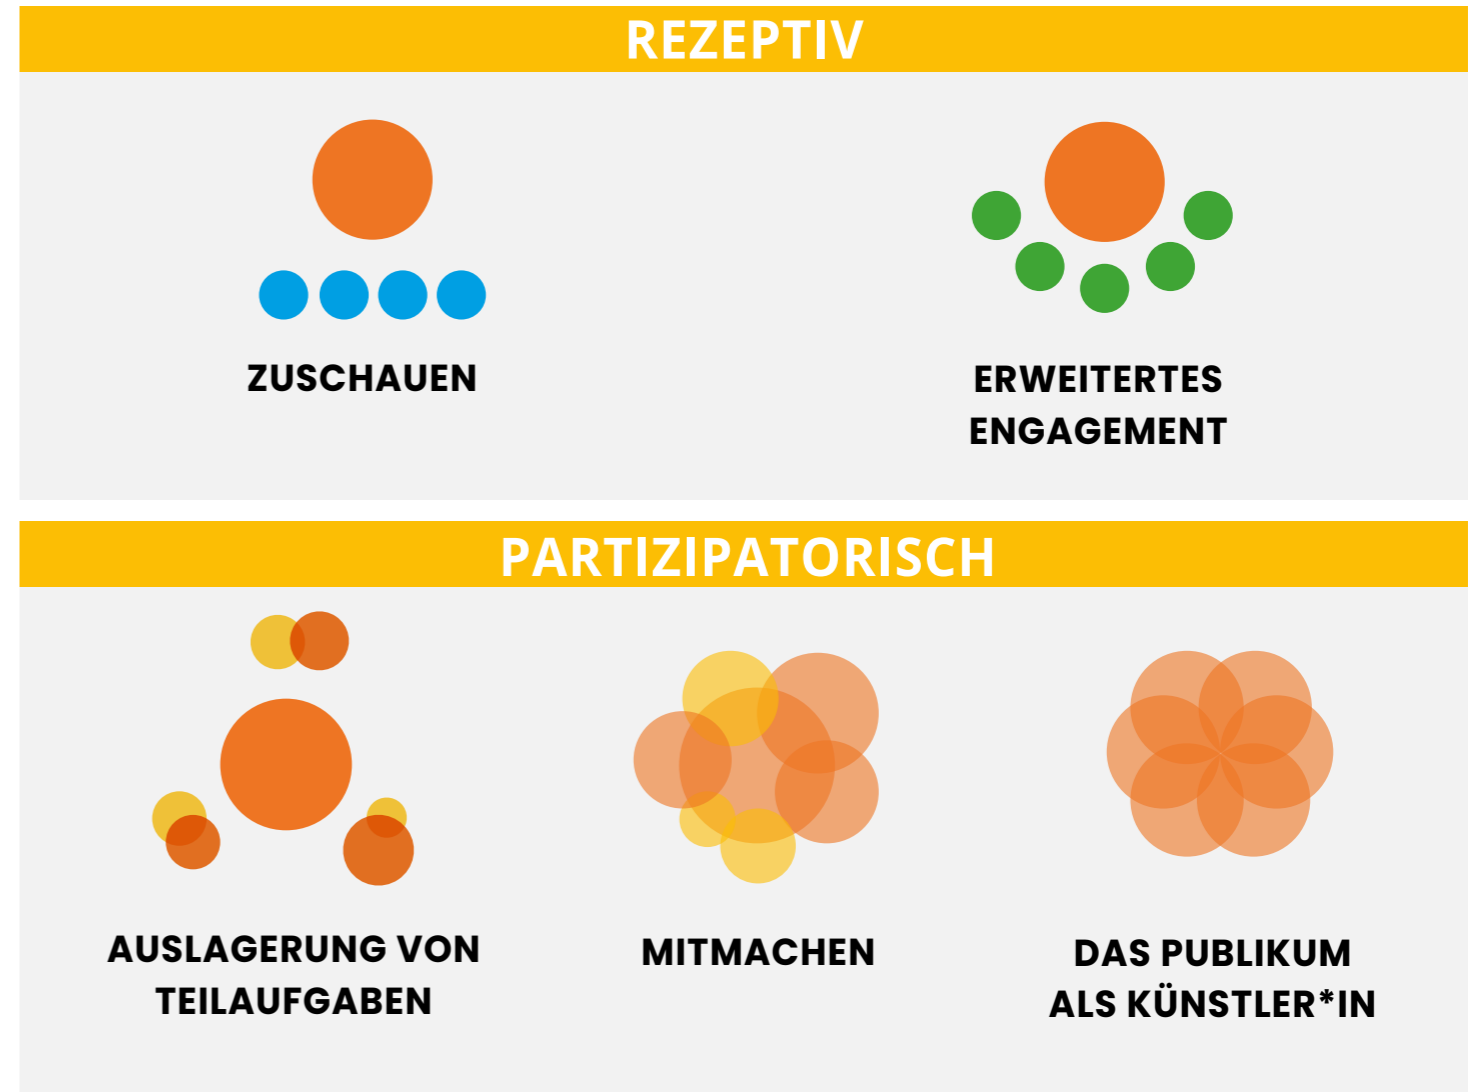 REZEPTIV
ZUSCHAUEN
ERWEITERTES
ENGAGEMENT
PARTIZIPATORISCH
AUSLAGERUNG VON
TEILAUFGABEN
MITMACHEN
DAS PUBLIKUM
ALS KÜNSTLER*IN